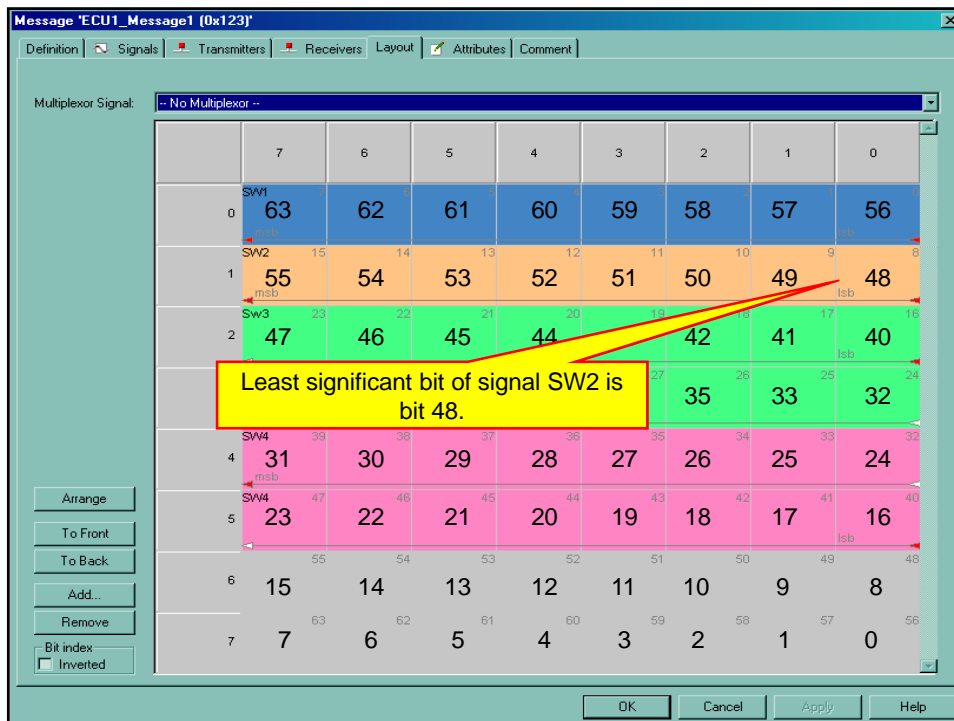 Message 'ECU1_Message1 (0x123)'
Definition Signals Transmitters Receivers Layout Attributes Comment
Multiplexor Signal: -- No Multiplexor --
7 6 5 4 3 2 1 0
SW1
0 63 62 61 60 59 58 57 56
msb lsb
SW2 15 14 13 12 11 10 9 8
1 55 54 53 52 51 50 49 48
msb lsb
Sw3 23 22 21 20 19 18 17 16
2 47 46 45 44 42 41 40
lsb
Least significant bit of signal SW2 is
bit 48.
27 26 25 24
35 33 32
SW4 39 38 37 36 35 34 33 32
4 31 30 29 28 27 26 25 24
msb
SW4 47 46 45 44 43 42 41 40
5 23 22 21 20 19 18 17 16
lsb
55 54 53 52 51 50 49 48
6 15 14 13 12 11 10 9 8
63 62 61 60 59 58 57 56
7 7 6 5 4 3 2 1 0
Arrange
To Front
To Back
Add...
Remove
Bit index
Inverted
OK Cancel Apply Help